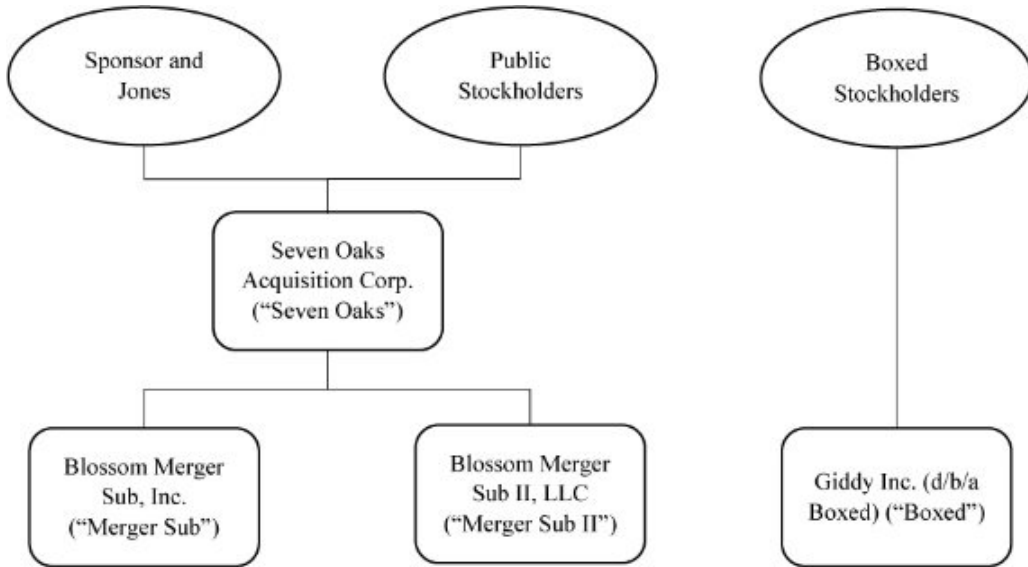 Sponsor and
Jones
Public
Stockholders
Boxed
Stockholders
Seven Oaks
Acquisition Corp.
(“Seven Oaks”)
Blossom Merger
Sub, Inc.
(“Merger Sub”)
Blossom Merger
Sub II, LLC
(“Merger Sub II”)
Giddy Inc. (d/b/a
Boxed) (“Boxed”)